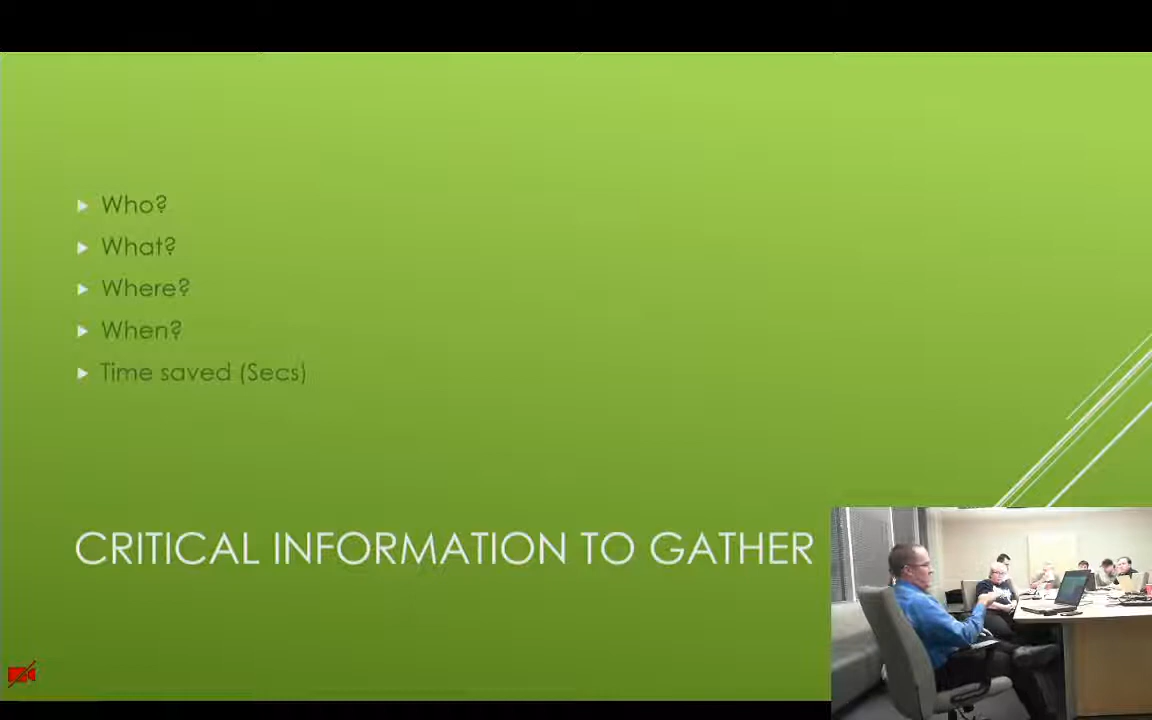 Who?
What?
Where?
When?
Time saved (Secs)
CRITICAL INFORMATION TO GATHER